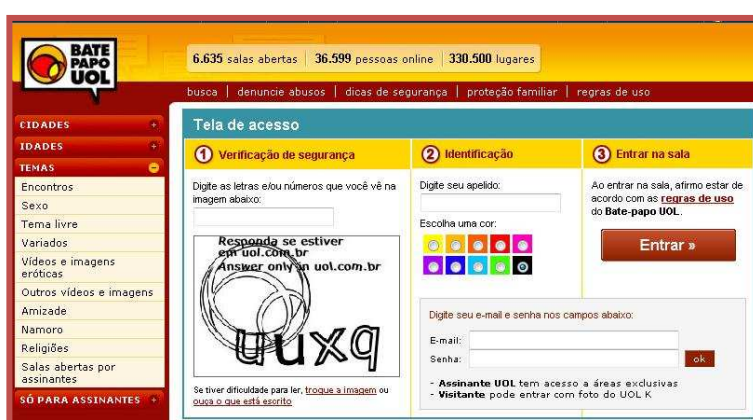 BATE
PAPO
UOL
6.635 salas abertas | 36.599 pessoas online | 330.500 lugares
busca | denuncie abusos | dicas de segurança | proteção familiar | regras de uso
CIDADES
IDADES
TEMAS
Encontros
Sexo
Tema livre
Variados
Vídeos e imagens
eróticas
Outros vídeos e imagens
Amizade
Namoro
Religiões
Salas abertas por
assinantes
SÓ PARA ASSINANTES
Tela de acesso
1 Verificação de segurança
Digite as letras e/ou números que você vê na
imagem abaixo:
Responda se estiver
em uol.com.br
Answer only in uol.com.br
uuxq
Se tiver dificuldade para ler, troque a imagem ou
ouça o que está escrito
2 Identificação
Digite seu apelido:
Escolha uma cor:
3 Entrar na sala
Ao entrar na sala, afirmo estar de
acordo com as regras de uso
do Bate-papo UOL.
Entrar »
Digite seu e-mail e senha nos campos abaixo:
E-mail:
Senha:
ok
- Assinante UOL tem acesso a áreas exclusivas
- Visitante pode entrar com foto do UOL K